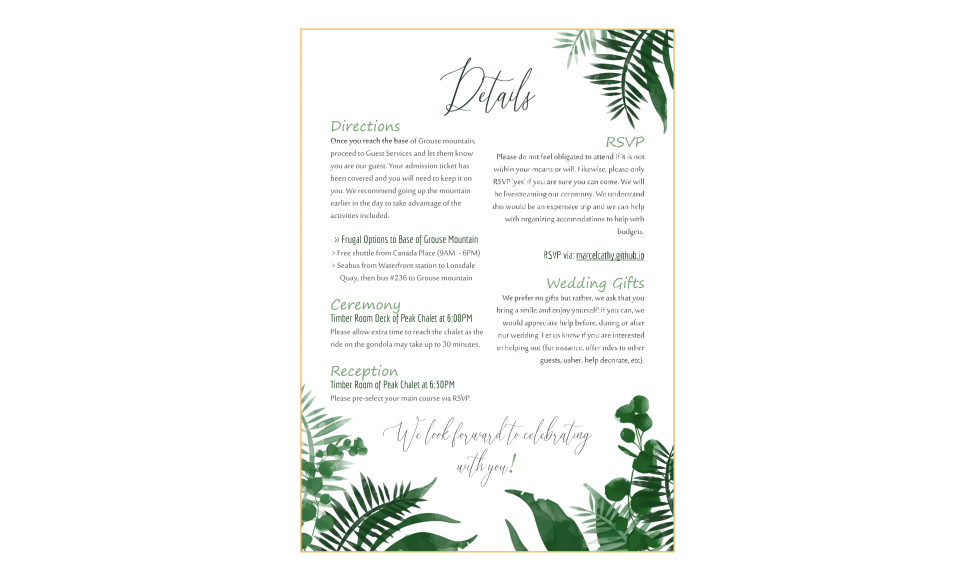 Details
Directions
Once you reach the base of Grouse mountain,
proceed to Guest Services and let them know
you are our guest. Your admission ticket has
been covered and you will need to keep it on
you. We recommend going up the mountain
earlier in the day to take advantage of the
activities included.
» Frugal Options to Base of Grouse Mountain
> Free shuttle from Canada Place (9AM - 6PM)
> Seabus from Waterfront station to Lonsdale
Quay, then bus #236 to Grouse mountain
Ceremony
Timber Room Deck of Peak Chalet at 6:00PM
Please allow extra time to reach the chalet as the
ride on the gondola may take up to 30 minutes.
Reception
Timber Room of Peak Chalet at 6:30PM
Please pre-select your main course via RSVP.
RSVP
Please do not feel obligated to attend if it is not
within your means or will. Likewise, please only
RSVP 'yes' if you are sure you can come. We will
be livestreaming our ceremony. We understand
this would be an expensive trip and we can help
with organizing accomodations to help with
budgets.
RSVP via: marcelcathy.github.io
Wedding Gifts
We prefer no gifts but rather, we ask that you
bring a smile and enjoy yourself! If you can, we
would appreciate help before, during or after
our wedding. Let us know if you are interested
in helping out (for instance, offer rides to other
guests, usher, help decorate, etc).
We look forward to celebrating
with you!